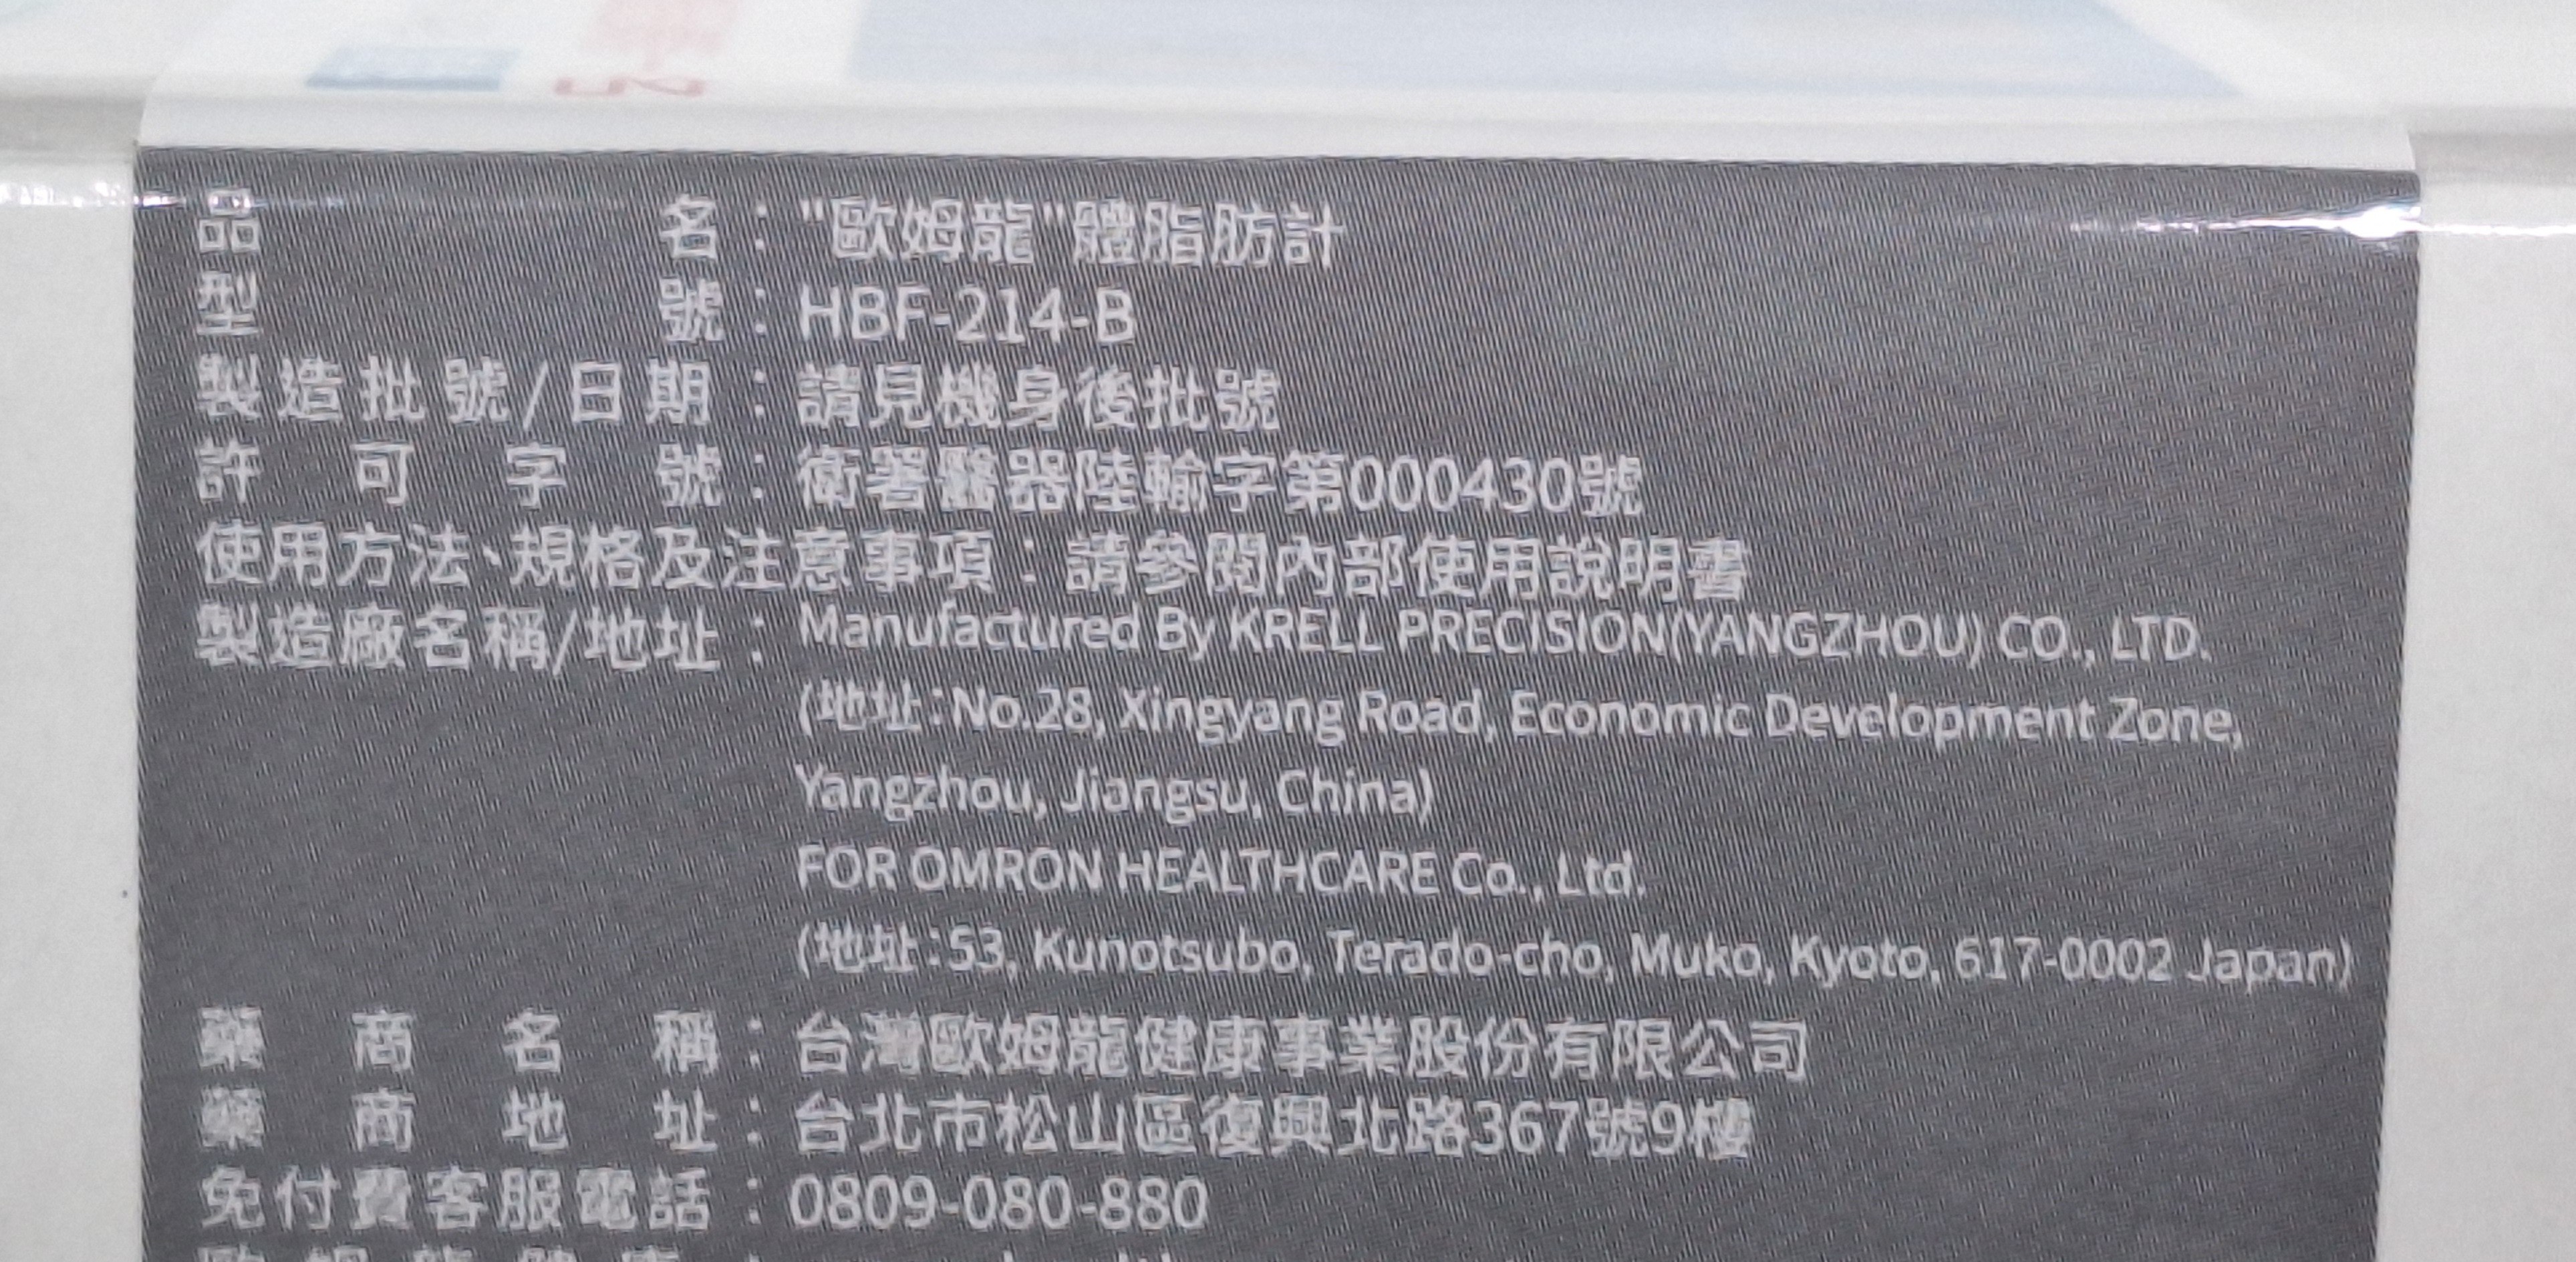 品名："歐姆龍"體脂肪計
型號：HBF-214-B
製造批號/日期：請見機身後批號
許可字號：衛署醫器陸輸字第000430號
使用方法、規格及注意事項：請參閱內部使用說明書
製造廠名稱/地址：Manufactured By KRELL PRECISION(YANGZHOU) CO., LTD.
(地址：No.28, Xingyang Road, Economic Development Zone,
Yangzhou, Jiangsu, China)
FOR OMRON HEALTHCARE Co., Ltd.
(地址：53, Kunotsubo, Terado-cho, Muko, Kyoto, 617-0002 Japan)
藥商名稱：台灣歐姆龍健康事業股份有限公司
藥商地址：台北市松山區復興北路367號9樓
免付費客服電話：0809-080-880